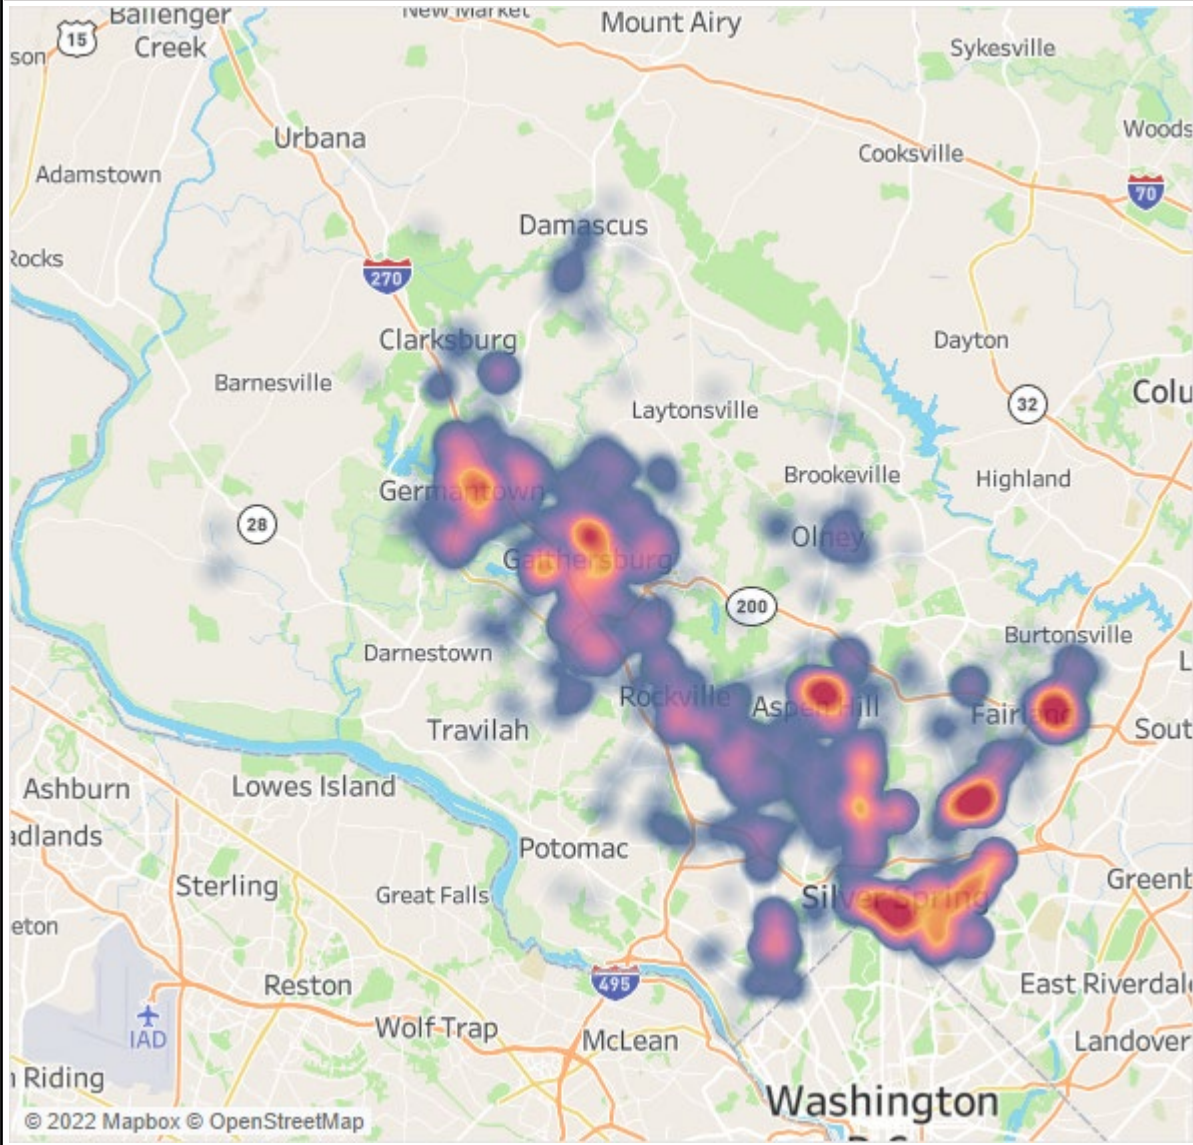 Ballenger
Creek
New Market
Mount Airy
15
son
Sykesville
Urbana
Woods
Cooksville
Adamstown
70
Damascus
Rocks
270
Clarksburg
Dayton
Barnesville
Colu
32
Laytonsville
Brookeville
Highland
Germantown
28
Olney
Gaithersburg
200
Burtonsville
Darnestown
L
Rockville
Aspen Hill
Fairland
Travilah
South
Ashburn
Lowes Island
adlands
Potomac
Sterling
Great Falls
Silver Spring
Greenb
eton
Reston
495
East Riverdale
IAD
Wolf Trap
McLean
Landover
n Riding
Washington
© 2022 Mapbox © OpenStreetMap